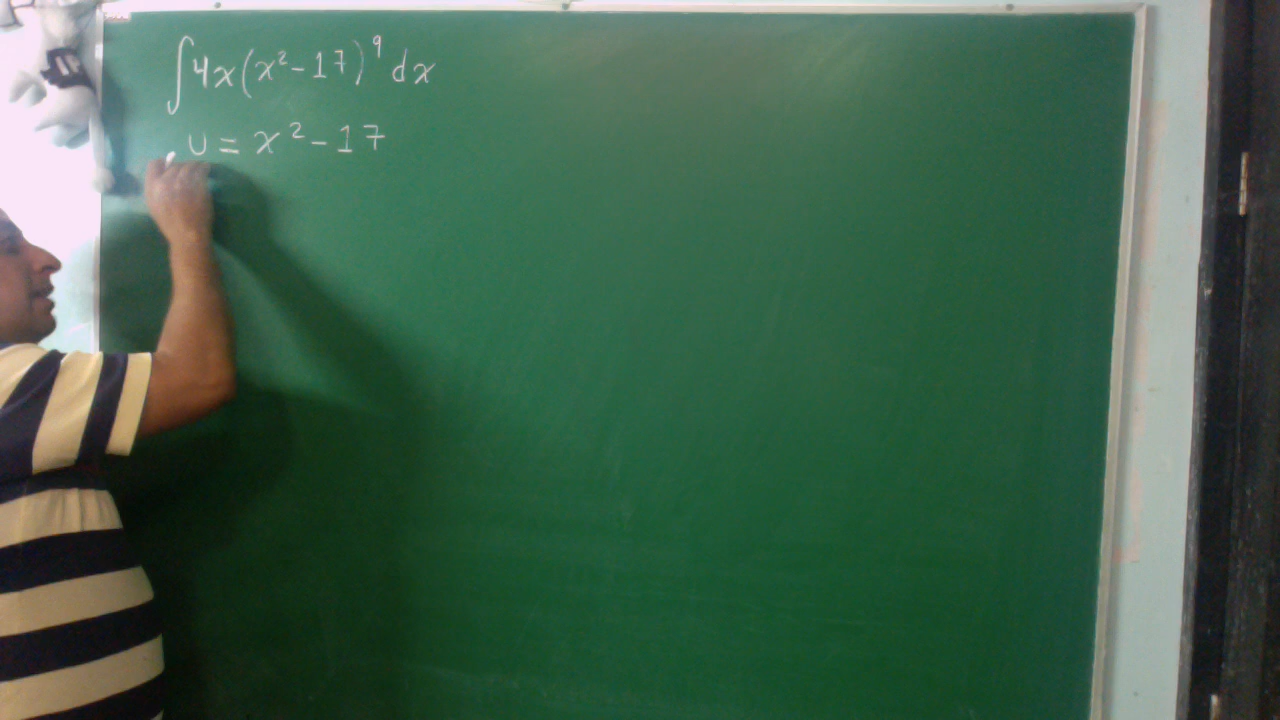 ∫4x(x²-17)⁹dx
u = x²-17